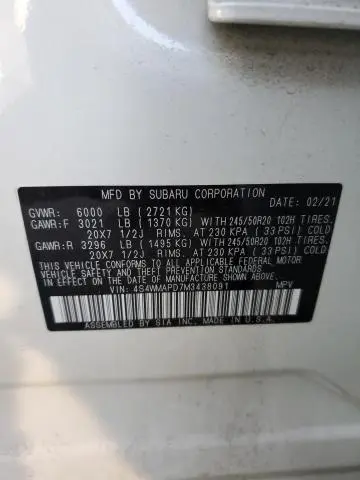 MFD BY SUBARU CORPORATION
GVWR: 6000 LB (2721 KG) DATE: 02/21
GAWR:F 3021 LB (1370 KG) WITH 245/50R20 102H TIRES.
20X7 1/2J RIMS. AT 230 KPA (33 PSI) COLD
GAWR:R 3296 LB (1495 KG) WITH 245/50R20 102H TIRES.
20X7 1/2J RIMS. AT 230 KPA (33 PSI) COLD
THIS VEHICLE CONFORMS TO ALL APPLICABLE FEDERAL MOTOR
VEHICLE SAFETY, BUMPER, AND THEFT PREVENTION STANDARDS
IN EFFECT ON THE DATE OF MANUFACTURE SHOWN ABOVE.
VIN: 4S4WMAPD7M3438091 MPV
ASSEMBLED BY SIA INC. MADE IN U.S.A.